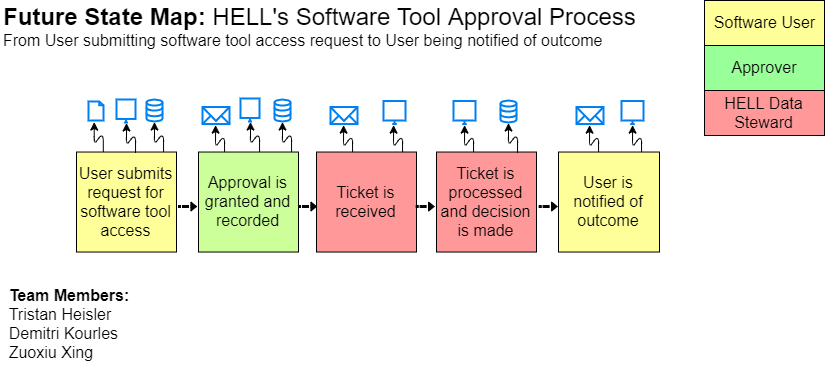 Future State Map: HELL's Software Tool Approval Process
From User submitting software tool access request to User being notified of outcome
Software User
Approver
HELL Data
Steward
User submits
request for
software tool
access
Approval is
granted and
recorded
Ticket is
received
Ticket is
processed
and decision
is made
User is
notified of
outcome
Team Members:
Tristan Heisler
Demitri Kourles
Zuoxiu Xing